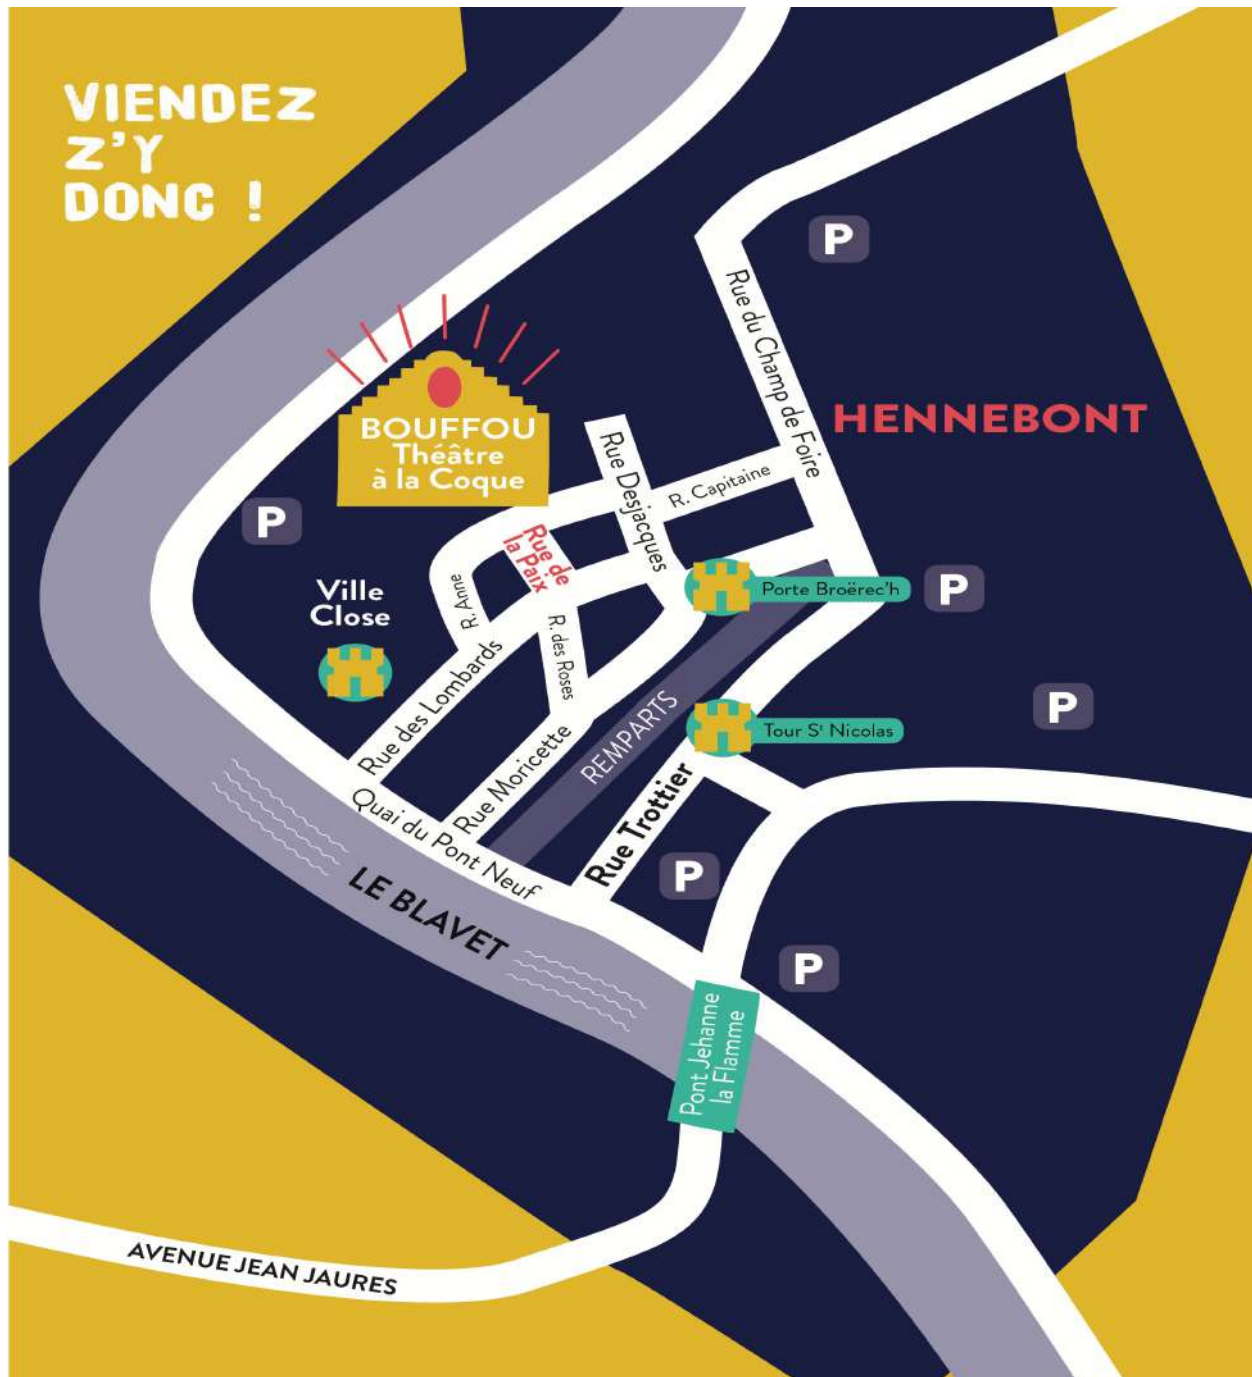 VIENDEZ
Z'Y
DONC !
P
Rue du Champ de Foire
HENNEBONT
BOUFFOU
Théâtre
à la Coque
Rue Desjacques
R. Capitaine
P
Rue de
la Paix
R. Anne
Ville
Close
Porte Broërec'h
P
R. des Roses
Rue des Lombards
REMPARTS
P
Tour Sᵗ Nicolas
Rue Moricette
Quai du Pont Neuf
Rue Trottier
P
LE BLAVET
P
Pont Jehanne
la Flamme
AVENUE JEAN JAURES